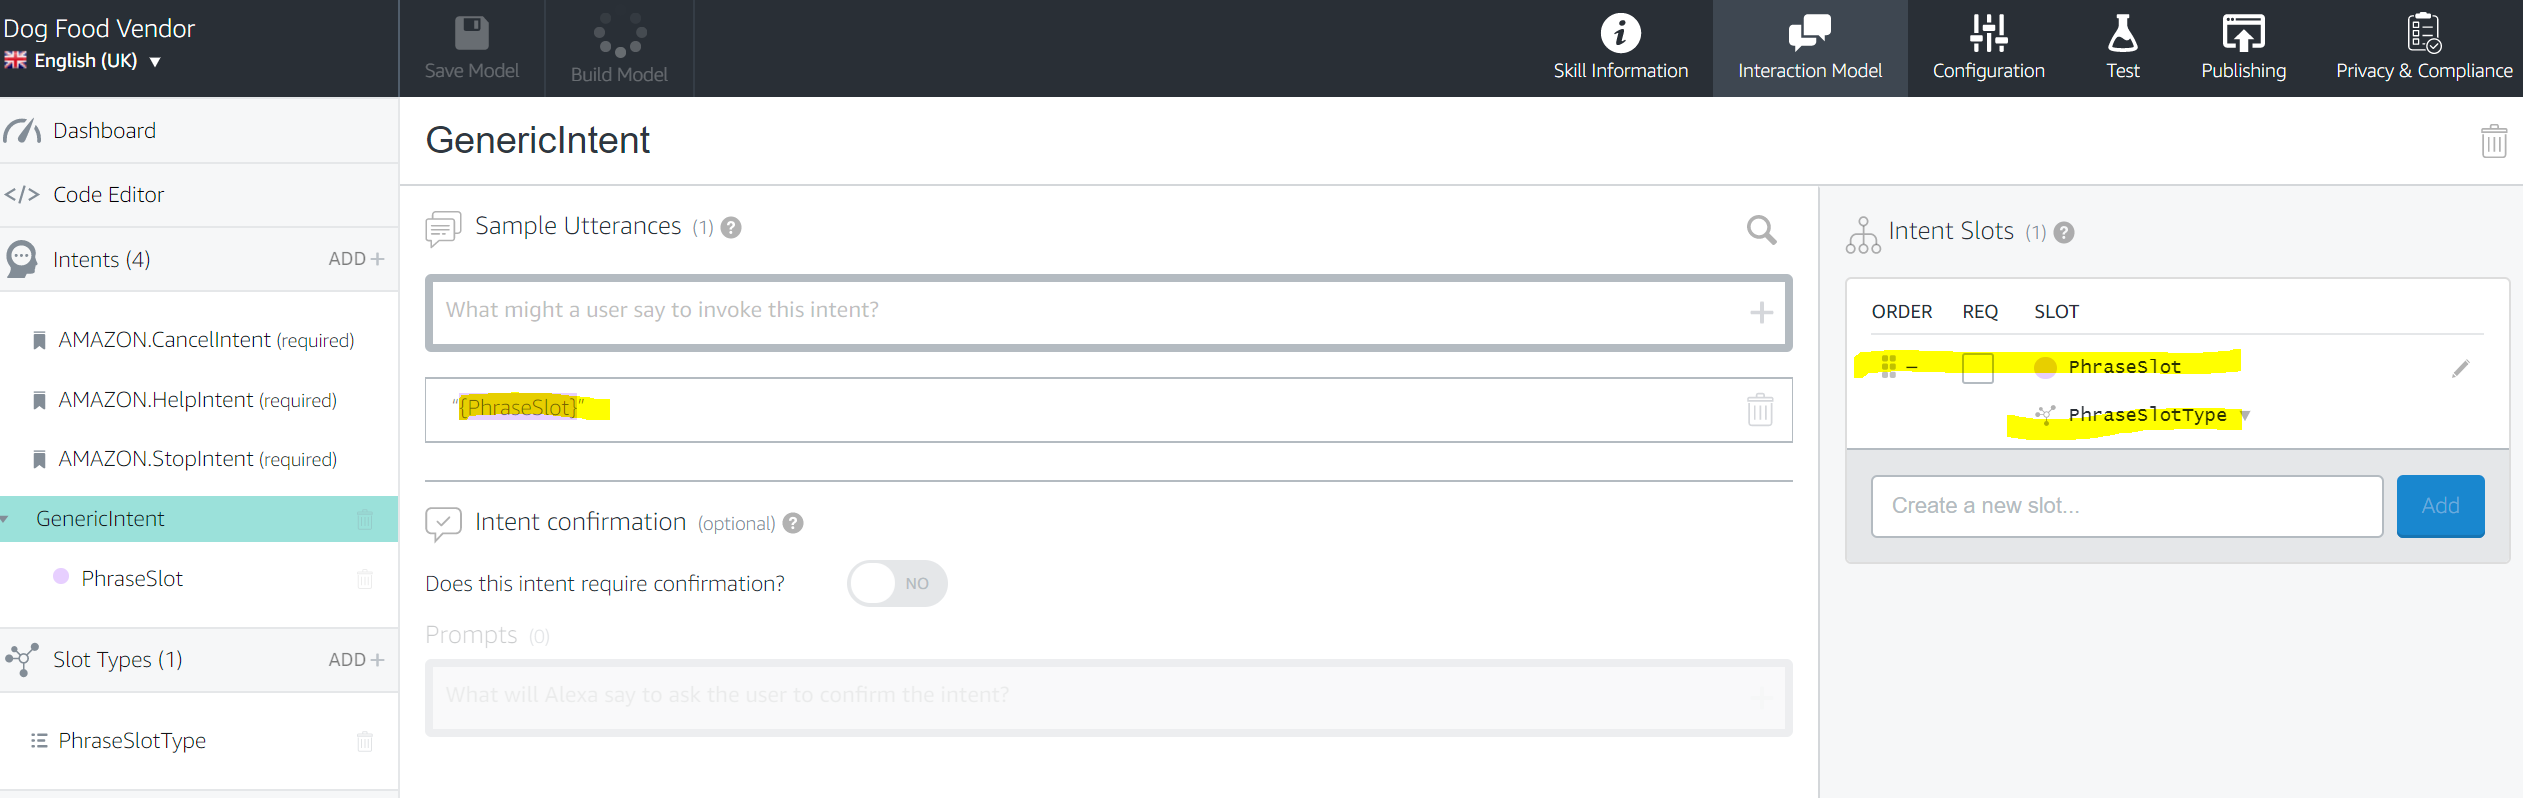 Dog Food Vendor
English (UK) ▼
Save Model
Build Model
Skill Information
Interaction Model
Configuration
Test
Publishing
Privacy & Compliance
Dashboard
Code Editor
Intents (4)
ADD +
AMAZON.CancelIntent (required)
AMAZON.HelpIntent (required)
AMAZON.StopIntent (required)
GenericIntent
PhraseSlot
Slot Types (1)
ADD +
PhraseSlotType
GenericIntent
Sample Utterances (1) ?
What might a user say to invoke this intent?
“{PhraseSlot}”
Intent confirmation (optional) ?
Does this intent require confirmation?
NO
Prompts (0)
What will Alexa say to ask the user to confirm the intent?
Intent Slots (1) ?
ORDER REQ SLOT
– PhraseSlot
PhraseSlotType
Create a new slot...
Add